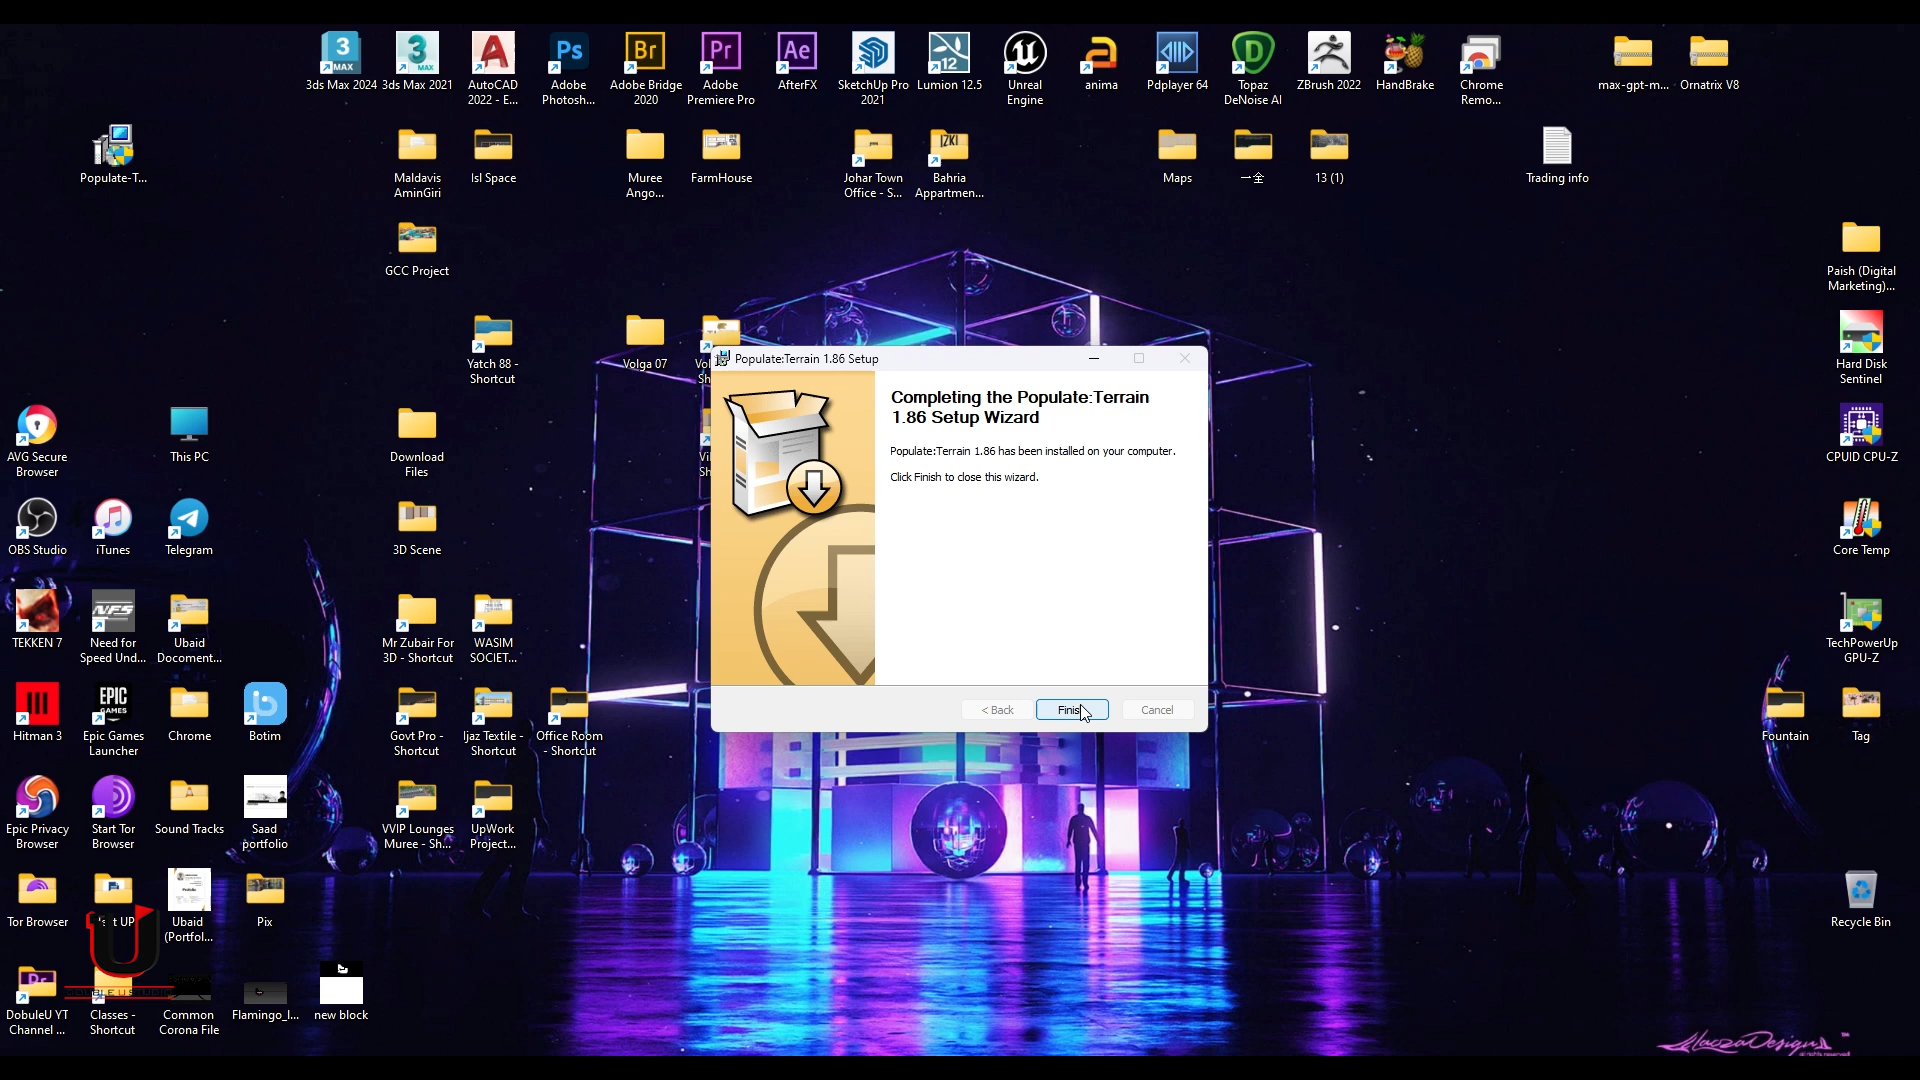 3ds Max 2024
3ds Max 2021
AutoCAD
2022 - E...
Adobe
Photosh...
Adobe Bridge
2020
Adobe
Premiere Pro
AfterFX
SketchUp Pro
2021
Lumion 12.5
Unreal
Engine
anima
Pdplayer 64
Topaz
DeNoise AI
ZBrush 2022
HandBrake
Chrome
Remo...
max-gpt-m...
Ornatrix V8
Populate-T...
Maldavis
AminGiri
Isl Space
Muree
Ango...
FarmHouse
Johar Town
Office - S...
Bahria
Appartmen...
Maps
一全
13 (1)
Trading info
GCC Project
Paish (Digital
Marketing)...
Yatch 88 -
Shortcut
Volga 07
Hard Disk
Sentinel
Populate:Terrain 1.86 Setup
Completing the Populate:Terrain
1.86 Setup Wizard
Populate:Terrain 1.86 has been installed on your computer.
Click Finish to close this wizard.
< Back
Finis
Cancel
AVG Secure
Browser
This PC
Download
Files
CPUID CPU-Z
OBS Studio
iTunes
Telegram
3D Scene
Core Temp
TEKKEN 7
Need for
Speed Und...
Ubaid
Docoment...
Mr Zubair For
3D - Shortcut
WASIM
SOCIET...
TechPowerUp
GPU-Z
Hitman 3
Epic Games
Launcher
Chrome
Botim
Govt Pro -
Shortcut
Ijaz Textile -
Shortcut
Office Room
- Shortcut
Fountain
Tag
Epic Privacy
Browser
Start Tor
Browser
Sound Tracks
Saad
portfolio
VVIP Lounges
Muree - Sh...
UpWork
Project...
Tor Browser
Ubaid
(Portfol...
Pix
Recycle Bin
DobuleU YT
Channel ...
Classes -
Shortcut
Common
Corona File
Flamingo_I...
new block